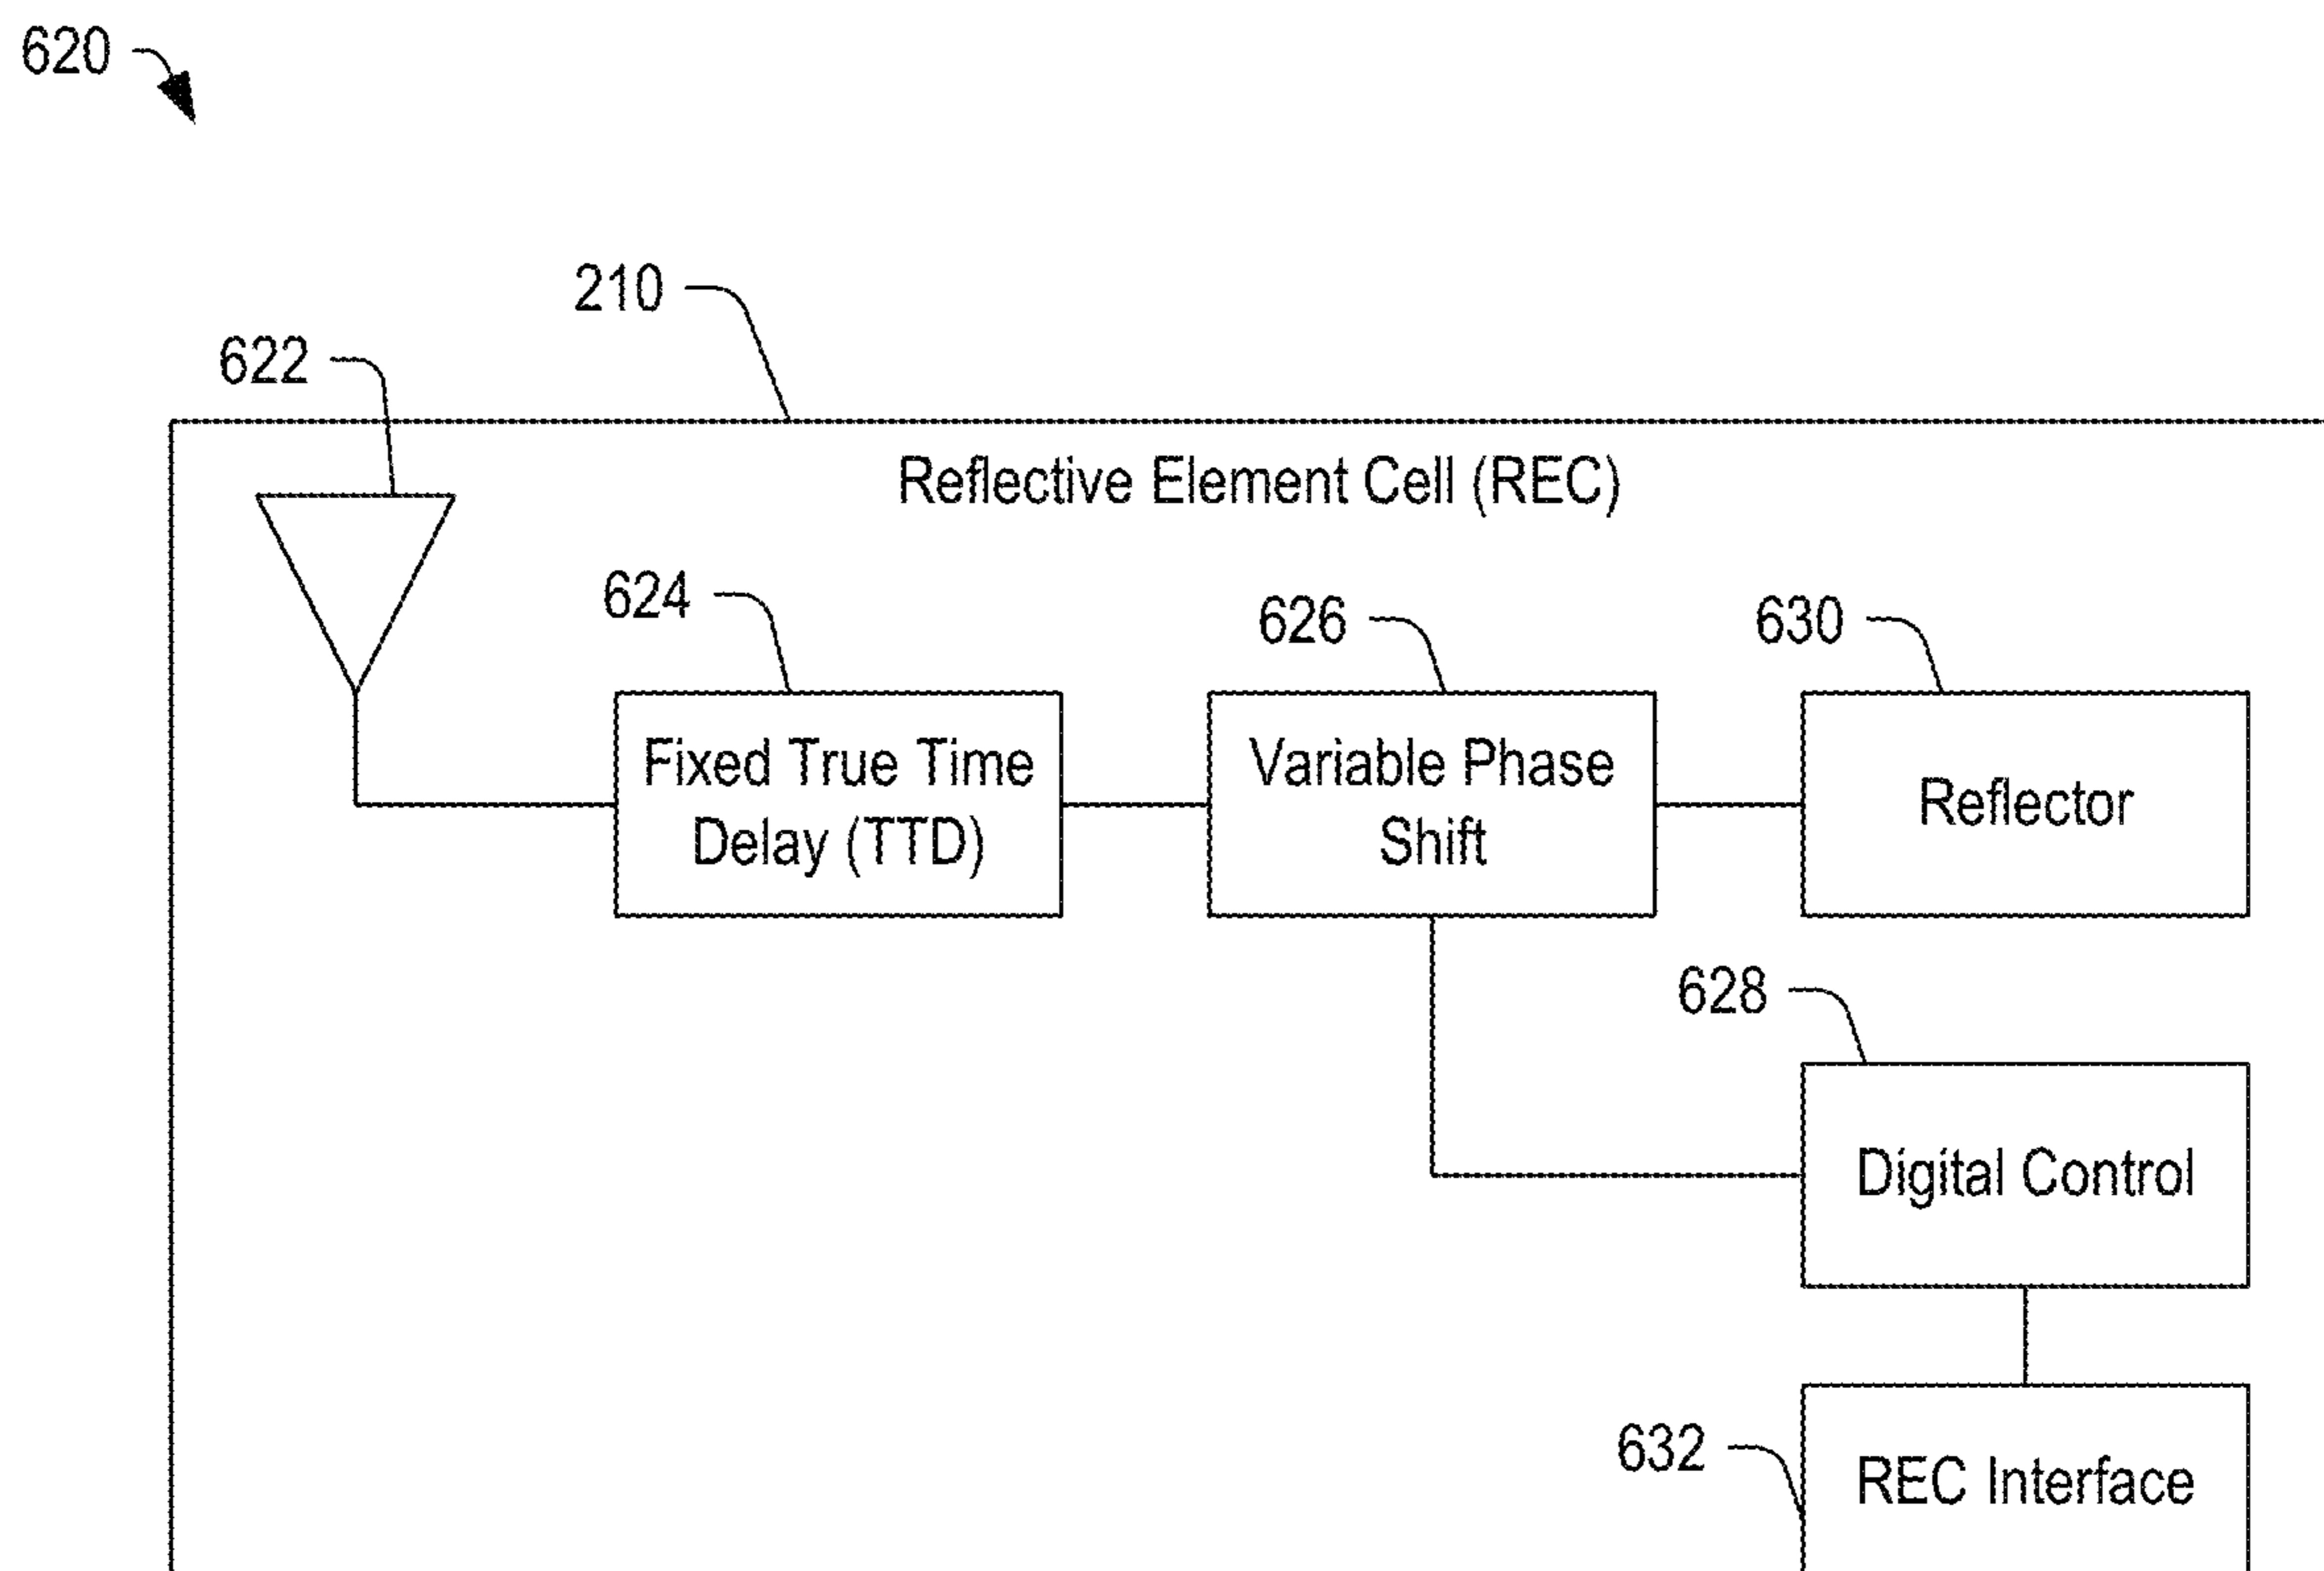 620
210
622
Reflective Element Cell (REC)
624
626
630
Fixed True Time
Delay (TTD)
Variable Phase
Shift
Reflector
628
Digital Control
632
REC Interface